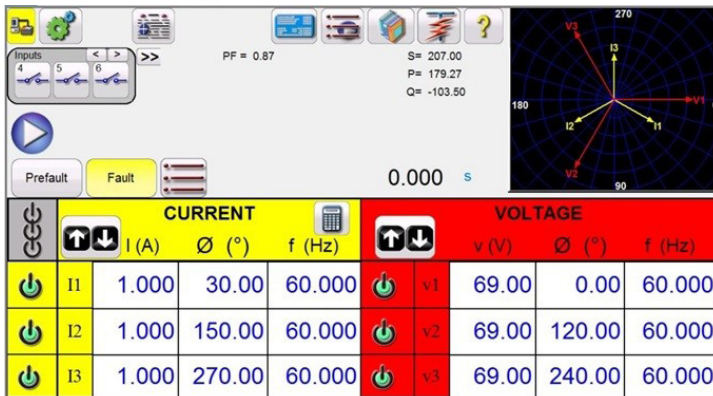 Inputs < > >>
4 5 6
PF = 0.87
S= 207.00
P= 179.27
Q= -103.50
270
V3
I3
180
V1
I2
I1
V2
90
?
Prefault Fault 0.000 s
CURRENT VOLTAGE
I (A) Ø (°) f (Hz) v (V) Ø (°) f (Hz)
I1 1.000 30.00 60.000 v1 69.00 0.00 60.000
I2 1.000 150.00 60.000 v2 69.00 120.00 60.000
I3 1.000 270.00 60.000 v3 69.00 240.00 60.000